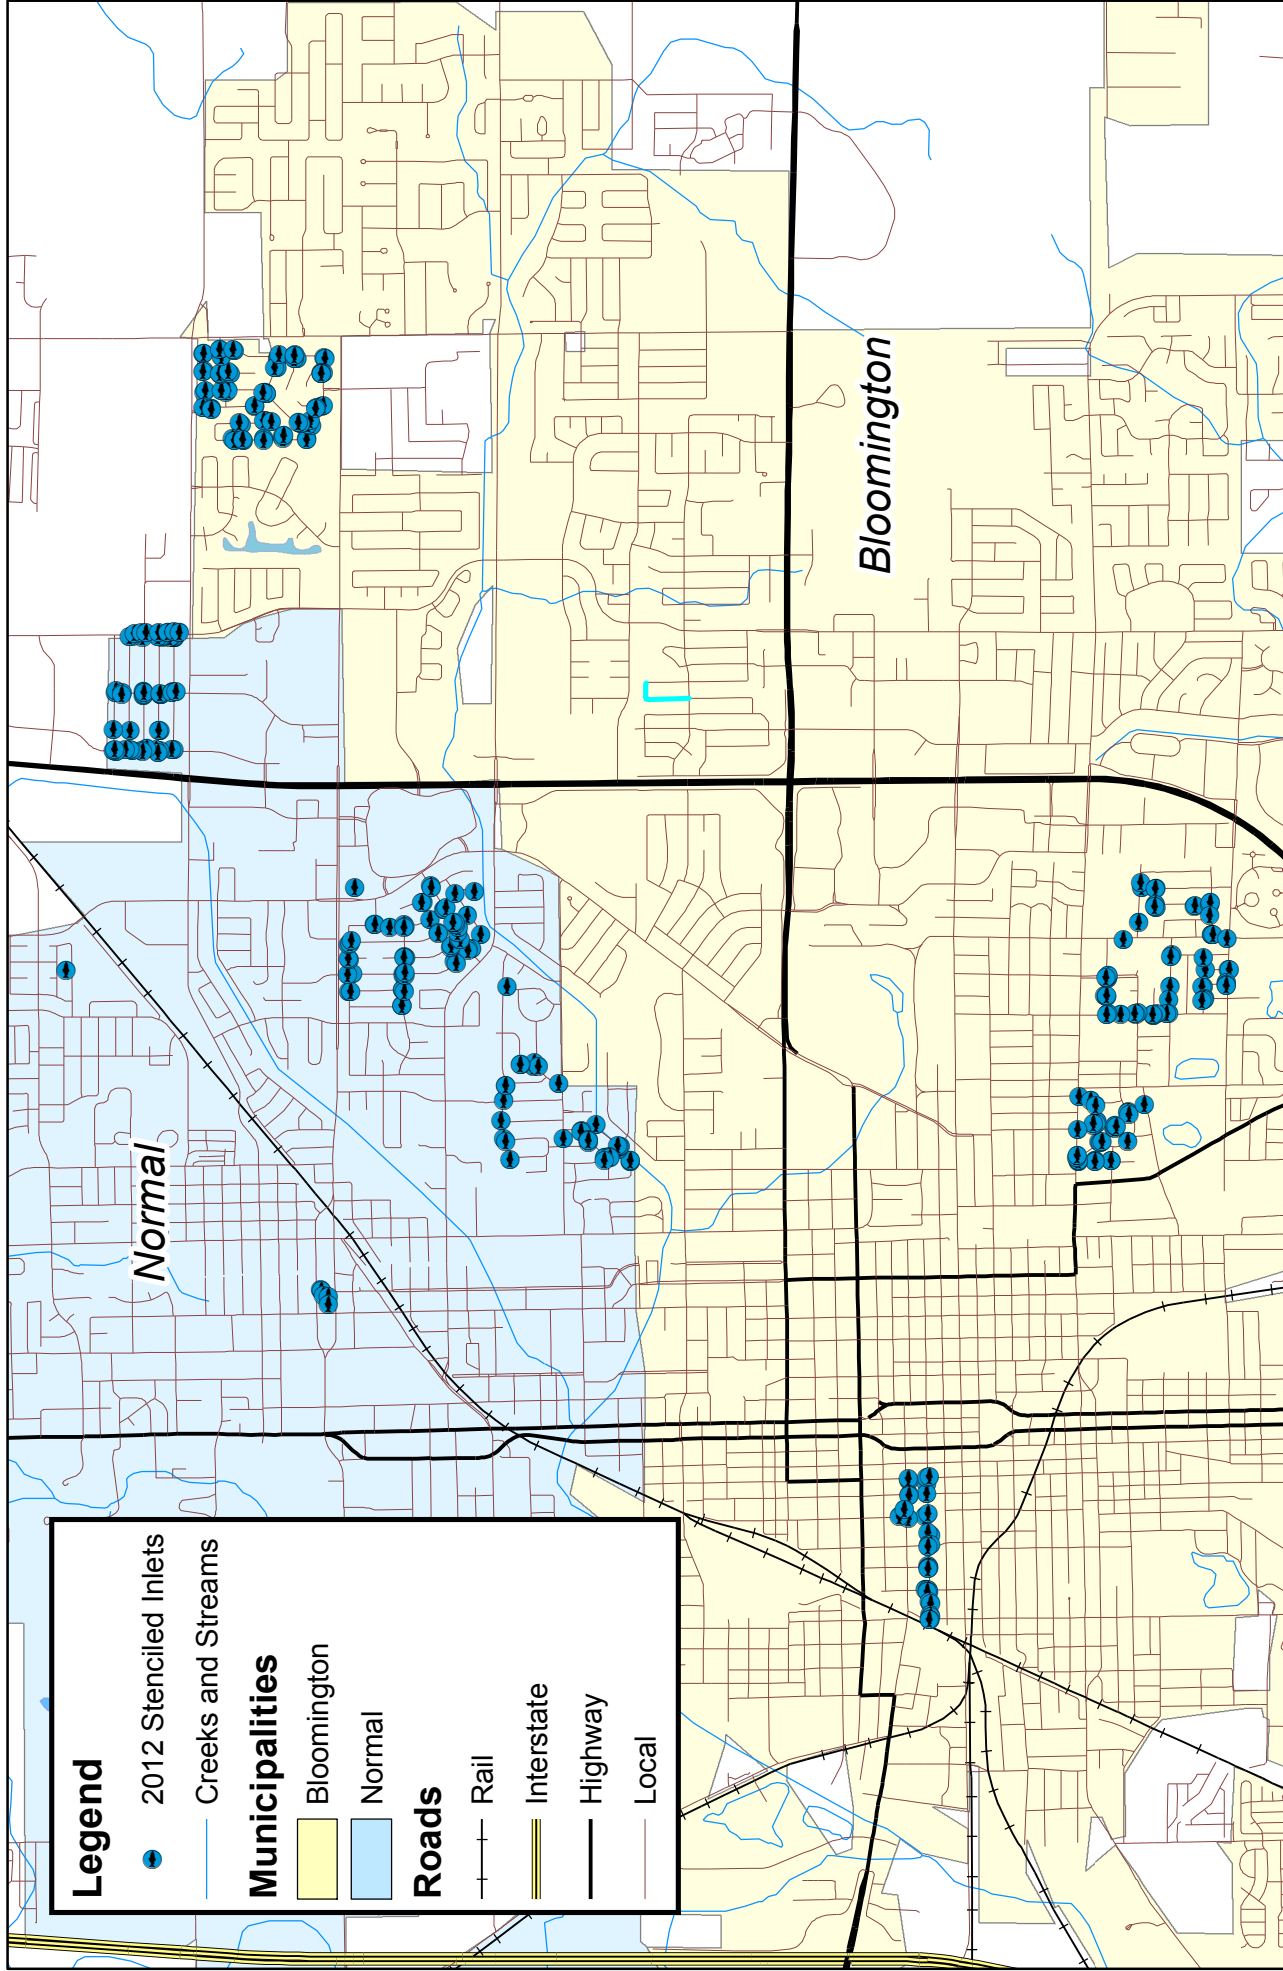 Legend
2012 Stenciled Inlets
Creeks and Streams
Municipalities
Bloomington
Normal
Roads
Rail
Interstate
Highway
Local
Normal
Bloomington